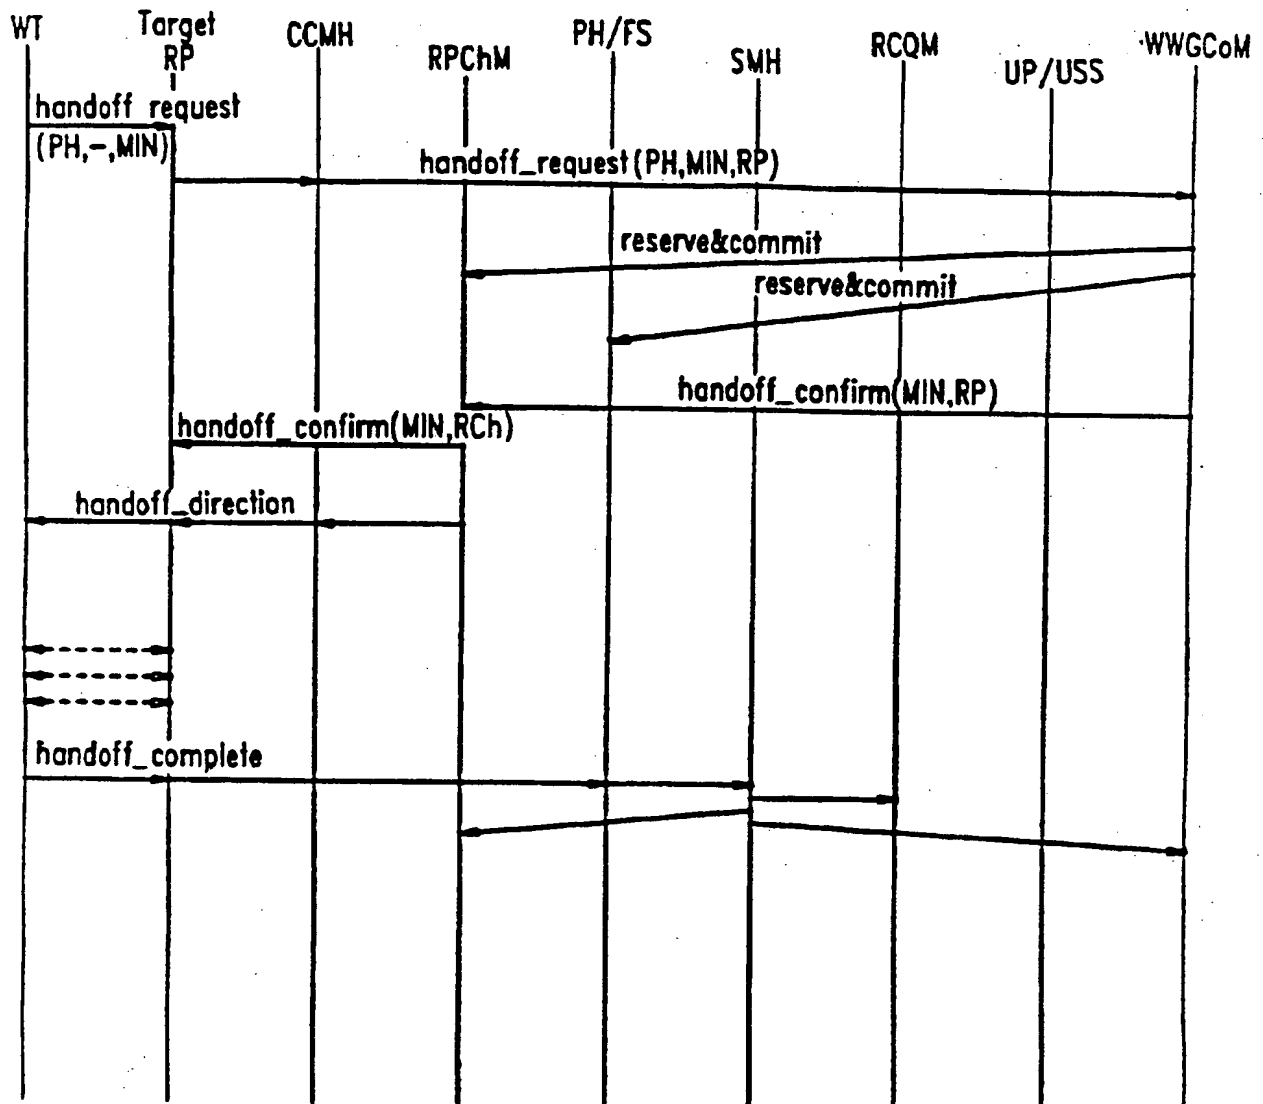 WT
Target
RP
CCMH
RPChM
PH/FS
SMH
RCQM
UP/USS
WWGCoM
handoff request
(PH,-,MIN)
handoff_request(PH,MIN,RP)
reserve&commit
reserve&commit
handoff_confirm(MIN,RP)
handoff_confirm(MIN,RCh)
handoff_direction
handoff_complete